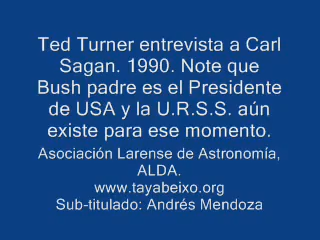 Ted Turner entrevista a Carl
Sagan. 1990. Note que
Bush padre es el Presidente
de USA y la U.R.S.S. aún
existe para ese momento.
Asociación Larense de Astronomía,
ALDA.
www.tayabeixo.org
Sub-titulado: Andrés Mendoza